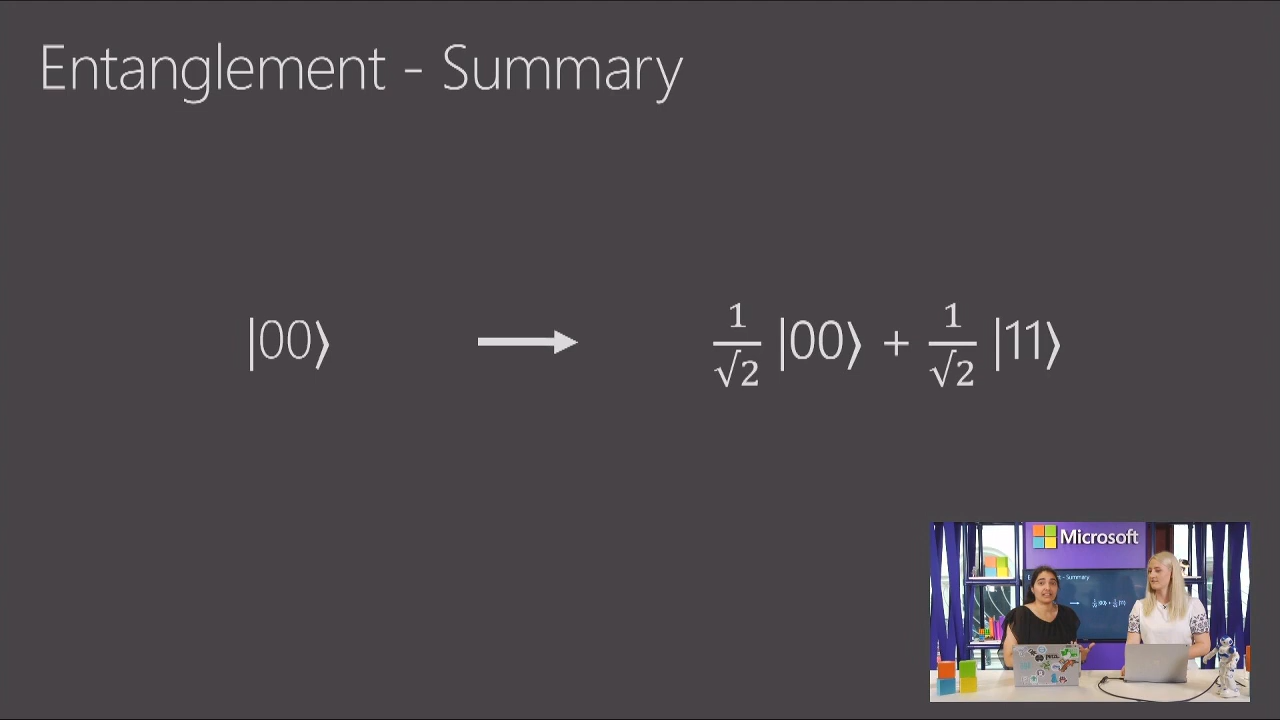 Entanglement - Summary
|00⟩ → 1/√2 |00⟩ + 1/√2 |11⟩
Microsoft